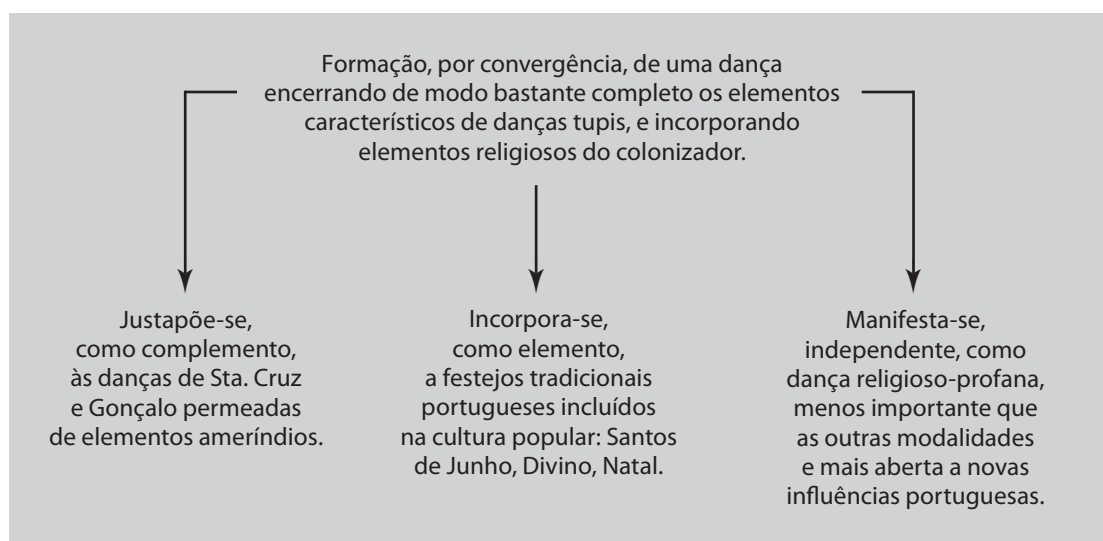 Formação, por convergência, de uma dança
encerrando de modo bastante completo os elementos
característicos de danças tupis, e incorporando
elementos religiosos do colonizador.
Justapõe-se,
como complemento,
às danças de Sta. Cruz
e Gonçalo permeadas
de elementos ameríndios.
Incorpora-se,
como elemento,
a festejos tradicionais
portugueses incluídos
na cultura popular: Santos
de Junho, Divino, Natal.
Manifesta-se,
independente, como
dança religioso-profana,
menos importante que
as outras modalidades
e mais aberta a novas
influências portuguesas.